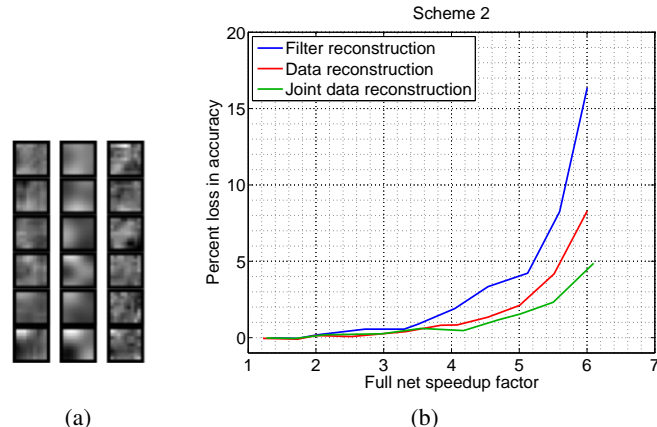 Scheme 2
Filter reconstruction
Data reconstruction
Joint data reconstruction
Percent loss in accuracy
20
15
10
5
0
1 2 3 4 5 6 7
Full net speedup factor
(a) (b)